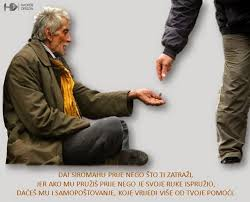 DAJ SIROMAHU PRIJE NEGO ŠTO TI ZATRAŽI.
JER AKO MU PRUŽIŠ PRIJE NEGO JE SVOJE RUKE ISPRUŽIO,
DAĆEŠ MU I SAMOPOŠTOVANJE, KOJE VRIJEDI VIŠE OD TVOJE POMOĆI.